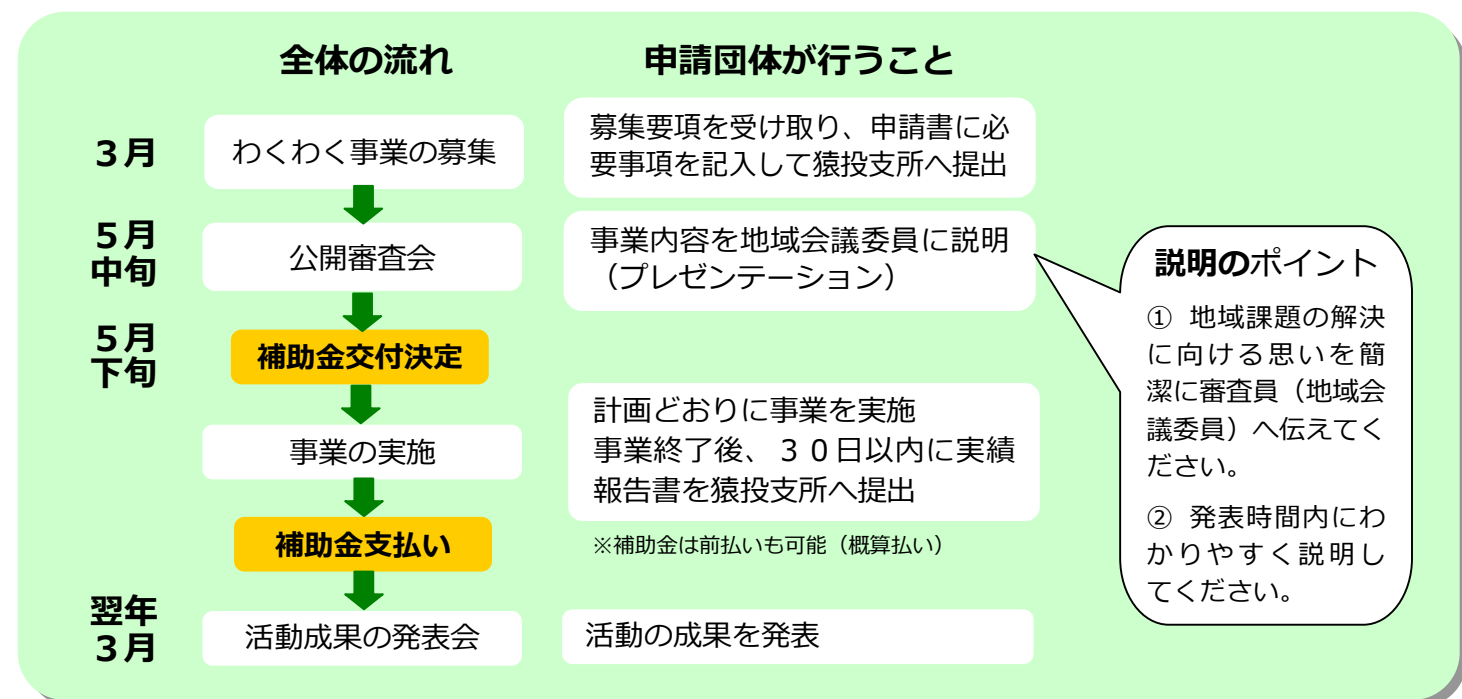 全体の流れ
申請団体が行うこと
３月
わくわく事業の募集
募集要項を受け取り、申請書に必
要事項を記入して猿投支所へ提出
５月
中旬
公開審査会
事業内容を地域会議委員に説明
（プレゼンテーション）
説明のポイント
① 地域課題の解決
に向ける思いを簡
潔に審査員（地域会
議委員）へ伝えてく
ださい。
② 発表時間内にわ
かりやすく説明し
てください。
５月
下旬
補助金交付決定
事業の実施
計画どおりに事業を実施
事業終了後、３０日以内に実績
報告書を猿投支所へ提出
補助金支払い
※補助金は前払いも可能（概算払い）
翌年
３月
活動成果の発表会
活動の成果を発表